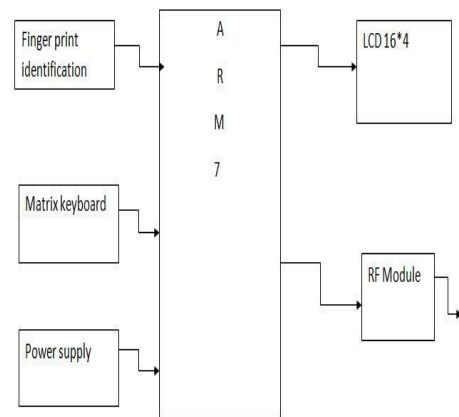 Finger print
identification
A
R
M
7
LCD 16*4
Matrix keyboard
RF Module
Power supply